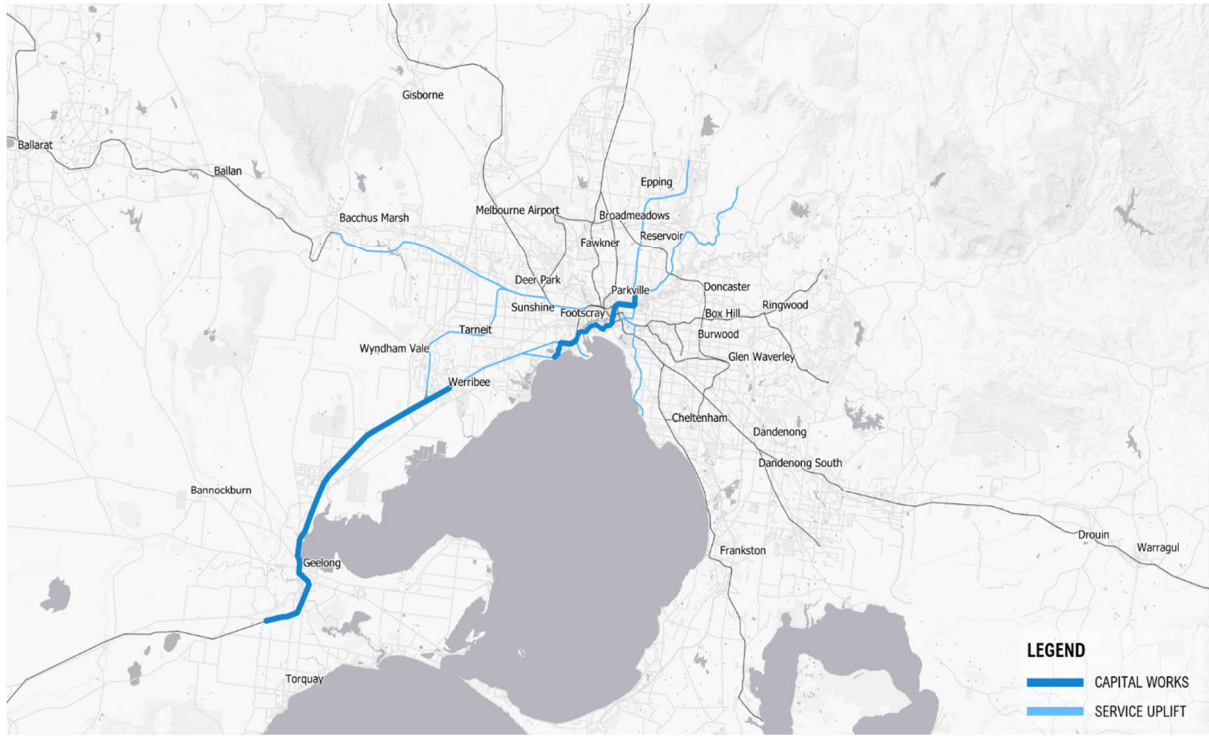 Gisborne
Ballarat
Ballan
Epping
Bacchus Marsh
Melbourne Airport
Broadmeadows
Reservoir
Fawkner
Deer Park
Parkville
Doncaster
Sunshine
Footscray
Ringwood
Box Hill
Tarneit
Burwood
Wyndham Vale
Glen Waverley
Werribee
Cheltenham
Dandenong
Dandenong South
Bannockburn
Drouin
Warragul
Frankston
Geelong
Torquay
LEGEND
CAPITAL WORKS
SERVICE UPLIFT